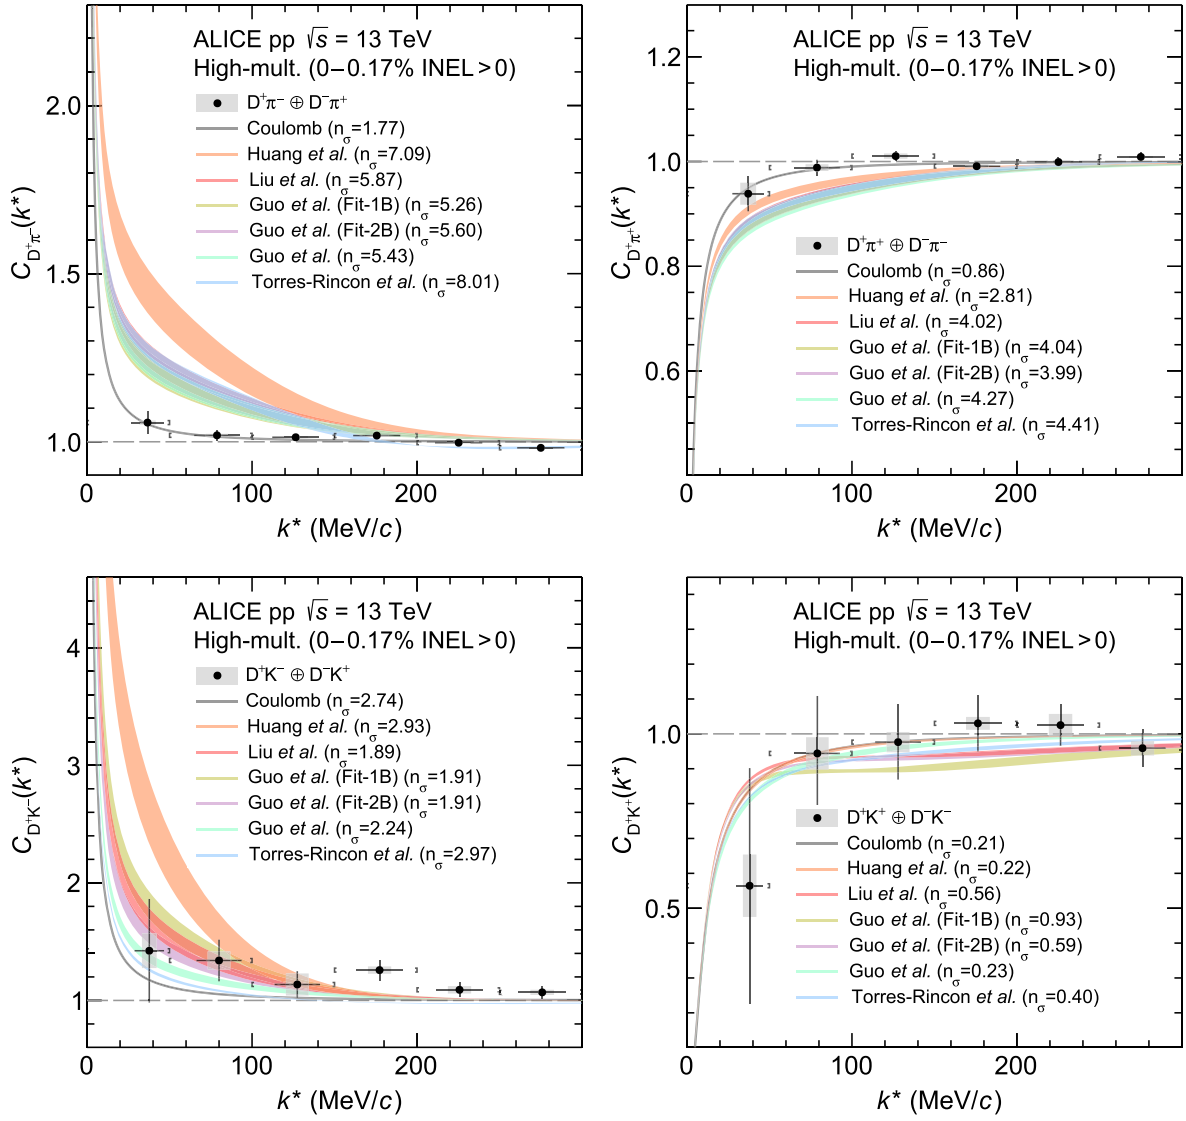 ALICE pp √s = 13 TeV
High-mult. (0−0.17% INEL > 0)
D⁺π⁻ ⊕ D⁻π⁺
Coulomb (nσ=1.77)
Huang et al. (nσ=7.09)
Liu et al. (nσ=5.87)
Guo et al. (Fit-1B) (nσ=5.26)
Guo et al. (Fit-2B) (nσ=5.60)
Guo et al. (nσ=5.43)
Torres-Rincon et al. (nσ=8.01)
C_D⁺π⁻(k*)
2.0
1.5
1.0
0 100 200
k* (MeV/c)
ALICE pp √s = 13 TeV
High-mult. (0−0.17% INEL > 0)
D⁺π⁺ ⊕ D⁻π⁻
Coulomb (nσ=0.86)
Huang et al. (nσ=2.81)
Liu et al. (nσ=4.02)
Guo et al. (Fit-1B) (nσ=4.04)
Guo et al. (Fit-2B) (nσ=3.99)
Guo et al. (nσ=4.27)
Torres-Rincon et al. (nσ=4.41)
C_D⁺π⁺(k*)
1.2
1.0
0.8
0.6
0 100 200
k* (MeV/c)
ALICE pp √s = 13 TeV
High-mult. (0−0.17% INEL > 0)
D⁺K⁻ ⊕ D⁻K⁺
Coulomb (nσ=2.74)
Huang et al. (nσ=2.93)
Liu et al. (nσ=1.89)
Guo et al. (Fit-1B) (nσ=1.91)
Guo et al. (Fit-2B) (nσ=1.91)
Guo et al. (nσ=2.24)
Torres-Rincon et al. (nσ=2.97)
C_D⁺K⁻(k*)
4
3
2
1
0 100 200
k* (MeV/c)
ALICE pp √s = 13 TeV
High-mult. (0−0.17% INEL > 0)
D⁺K⁺ ⊕ D⁻K⁻
Coulomb (nσ=0.21)
Huang et al. (nσ=0.22)
Liu et al. (nσ=0.56)
Guo et al. (Fit-1B) (nσ=0.93)
Guo et al. (Fit-2B) (nσ=0.59)
Guo et al. (nσ=0.23)
Torres-Rincon et al. (nσ=0.40)
C_D⁺K⁺(k*)
1.0
0.5
0 100 200
k* (MeV/c)